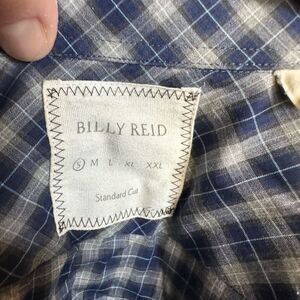 BILLY REID
S M L XL XXL
Standard Cut